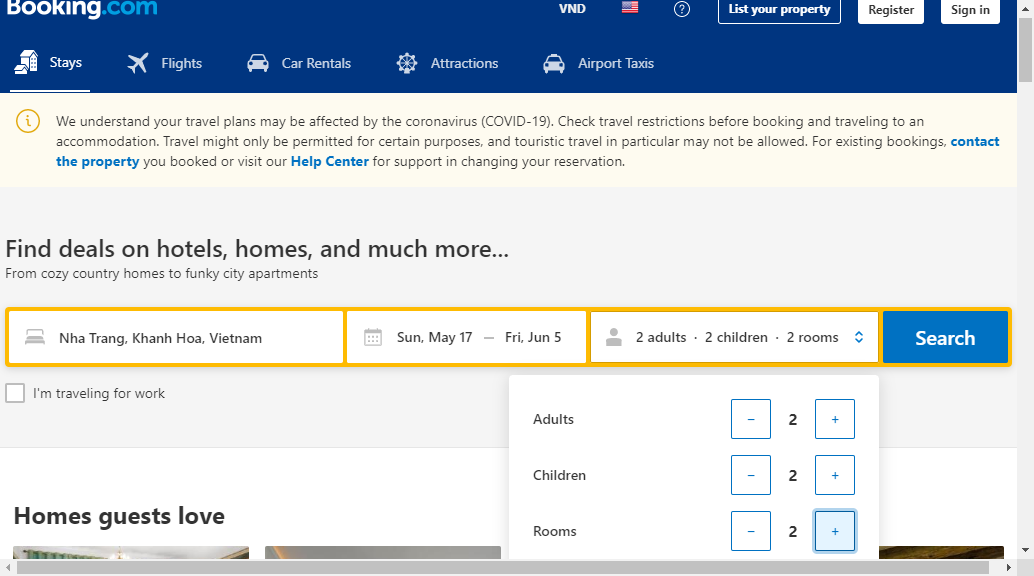 Booking.com
VND
?
List your property
Register
Sign in
Stays
Flights
Car Rentals
Attractions
Airport Taxis
We understand your travel plans may be affected by the coronavirus (COVID-19). Check travel restrictions before booking and traveling to an
accommodation. Travel might only be permitted for certain purposes, and touristic travel in particular may not be allowed. For existing bookings, contact
the property you booked or visit our Help Center for support in changing your reservation.
Find deals on hotels, homes, and much more...
From cozy country homes to funky city apartments
Nha Trang, Khanh Hoa, Vietnam
Sun, May 17 — Fri, Jun 5
2 adults · 2 children · 2 rooms
Search
I'm traveling for work
Adults − 2 +
Children − 2 +
Rooms − 2 +
Homes guests love